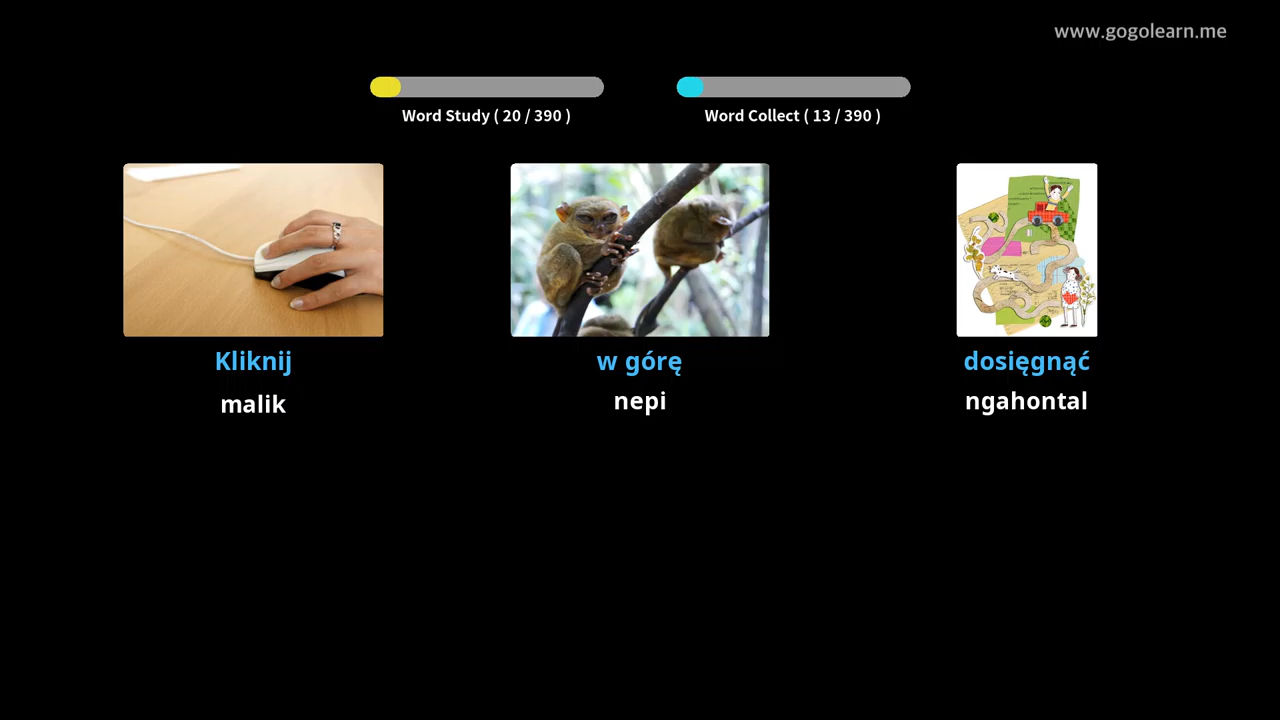 www.gogolearn.me
Word Study ( 20 / 390 )
Word Collect ( 13 / 390 )
Kliknij
w górę
dosięgnąć
malik
nepi
ngahontal